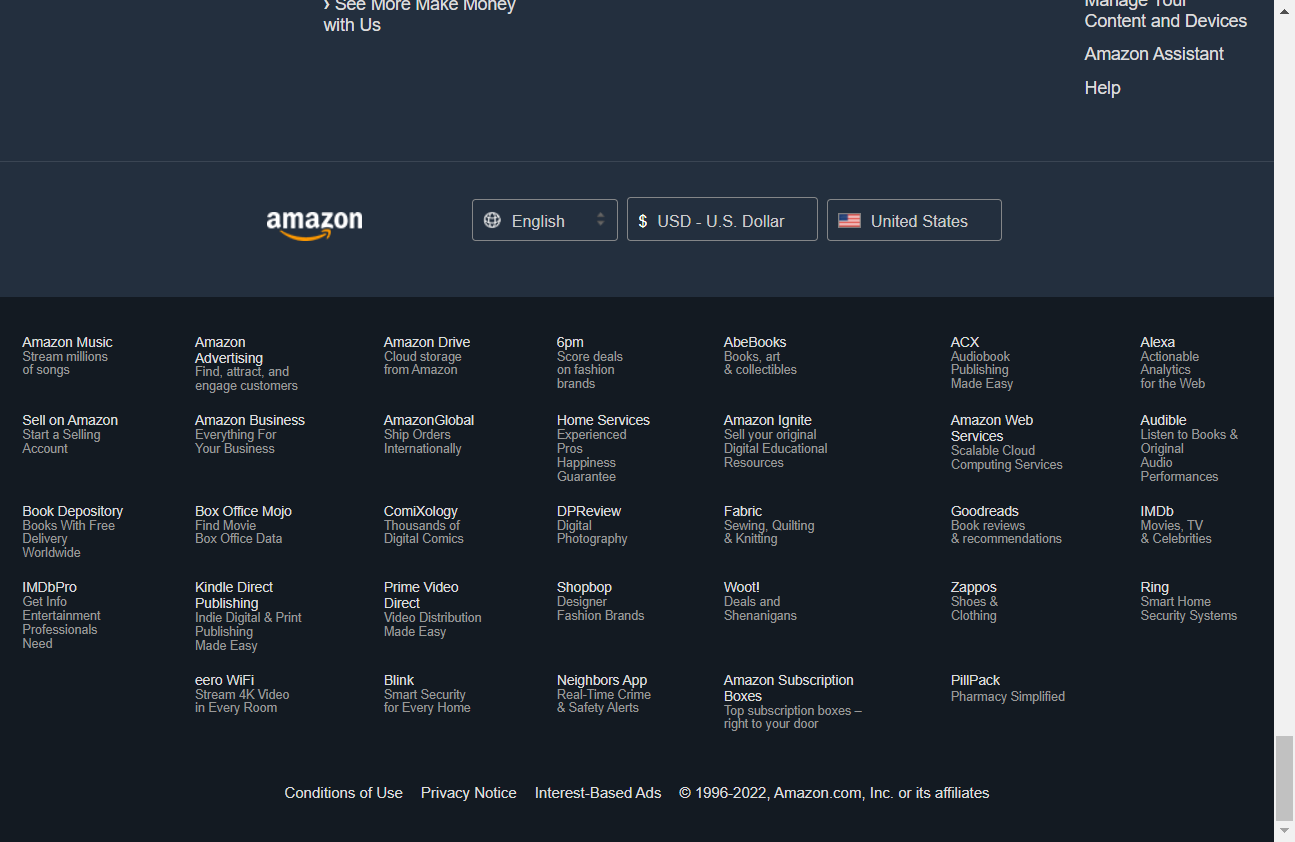 › See More Make Money
with Us
Manage Your
Content and Devices
Amazon Assistant
Help
amazon
English
$ USD - U.S. Dollar
United States
Amazon Music
Stream millions
of songs
Amazon
Advertising
Find, attract, and
engage customers
Amazon Drive
Cloud storage
from Amazon
6pm
Score deals
on fashion
brands
AbeBooks
Books, art
& collectibles
ACX
Audiobook
Publishing
Made Easy
Alexa
Actionable
Analytics
for the Web
Sell on Amazon
Start a Selling
Account
Amazon Business
Everything For
Your Business
AmazonGlobal
Ship Orders
Internationally
Home Services
Experienced
Pros
Happiness
Guarantee
Amazon Ignite
Sell your original
Digital Educational
Resources
Amazon Web
Services
Scalable Cloud
Computing Services
Audible
Listen to Books &
Original
Audio
Performances
Book Depository
Books With Free
Delivery
Worldwide
Box Office Mojo
Find Movie
Box Office Data
ComiXology
Thousands of
Digital Comics
DPReview
Digital
Photography
Fabric
Sewing, Quilting
& Knitting
Goodreads
Book reviews
& recommendations
IMDb
Movies, TV
& Celebrities
IMDbPro
Get Info
Entertainment
Professionals
Need
Kindle Direct
Publishing
Indie Digital & Print
Publishing
Made Easy
Prime Video
Direct
Video Distribution
Made Easy
Shopbop
Designer
Fashion Brands
Woot!
Deals and
Shenanigans
Zappos
Shoes &
Clothing
Ring
Smart Home
Security Systems
eero WiFi
Stream 4K Video
in Every Room
Blink
Smart Security
for Every Home
Neighbors App
Real-Time Crime
& Safety Alerts
Amazon Subscription
Boxes
Top subscription boxes –
right to your door
PillPack
Pharmacy Simplified
Conditions of Use Privacy Notice Interest-Based Ads © 1996-2022, Amazon.com, Inc. or its affiliates